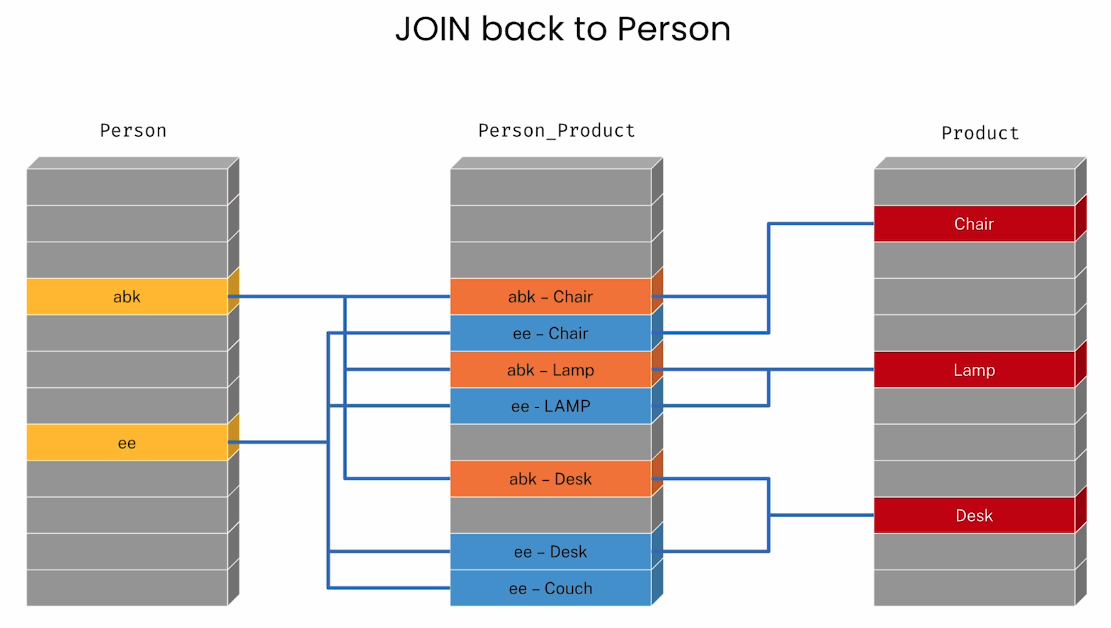 JOIN back to Person
Person
Person_Product
Product
abk
ee
abk – Chair
ee – Chair
abk – Lamp
ee - LAMP
abk – Desk
ee – Desk
ee – Couch
Chair
Lamp
Desk